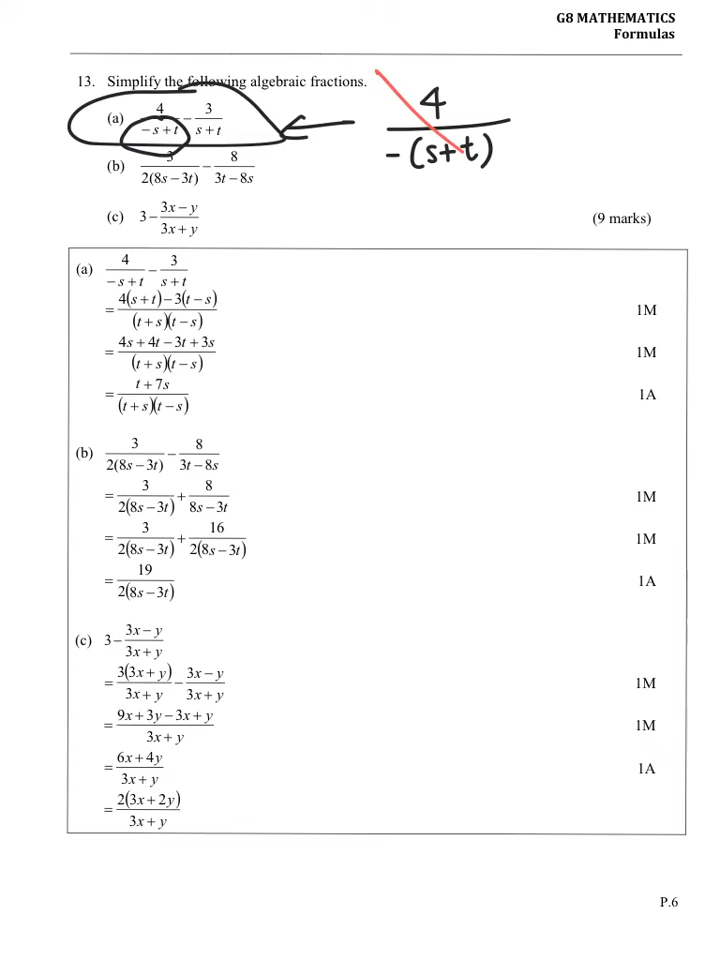 G8 MATHEMATICS
Formulas
13. Simplify the following algebraic fractions.
(a) 4/(-s+t) - 3/(s+t)
4/(-(s+t))
(b) 3/(2(8s-3t)) - 8/(3t-8s)
(c) 3 - (3x-y)/(3x+y) (9 marks)
(a) 4/(-s+t) - 3/(s+t)
= (4(s+t)-3(t-s))/((t+s)(t-s)) 1M
= (4s+4t-3t+3s)/((t+s)(t-s)) 1M
= (t+7s)/((t+s)(t-s)) 1A
(b) 3/(2(8s-3t)) - 8/(3t-8s)
= 3/(2(8s-3t)) + 8/(8s-3t) 1M
= 3/(2(8s-3t)) + 16/(2(8s-3t)) 1M
= 19/(2(8s-3t)) 1A
(c) 3 - (3x-y)/(3x+y)
= (3(3x+y))/(3x+y) - (3x-y)/(3x+y) 1M
= (9x+3y-3x+y)/(3x+y) 1M
= (6x+4y)/(3x+y) 1A
= (2(3x+2y))/(3x+y)
P.6